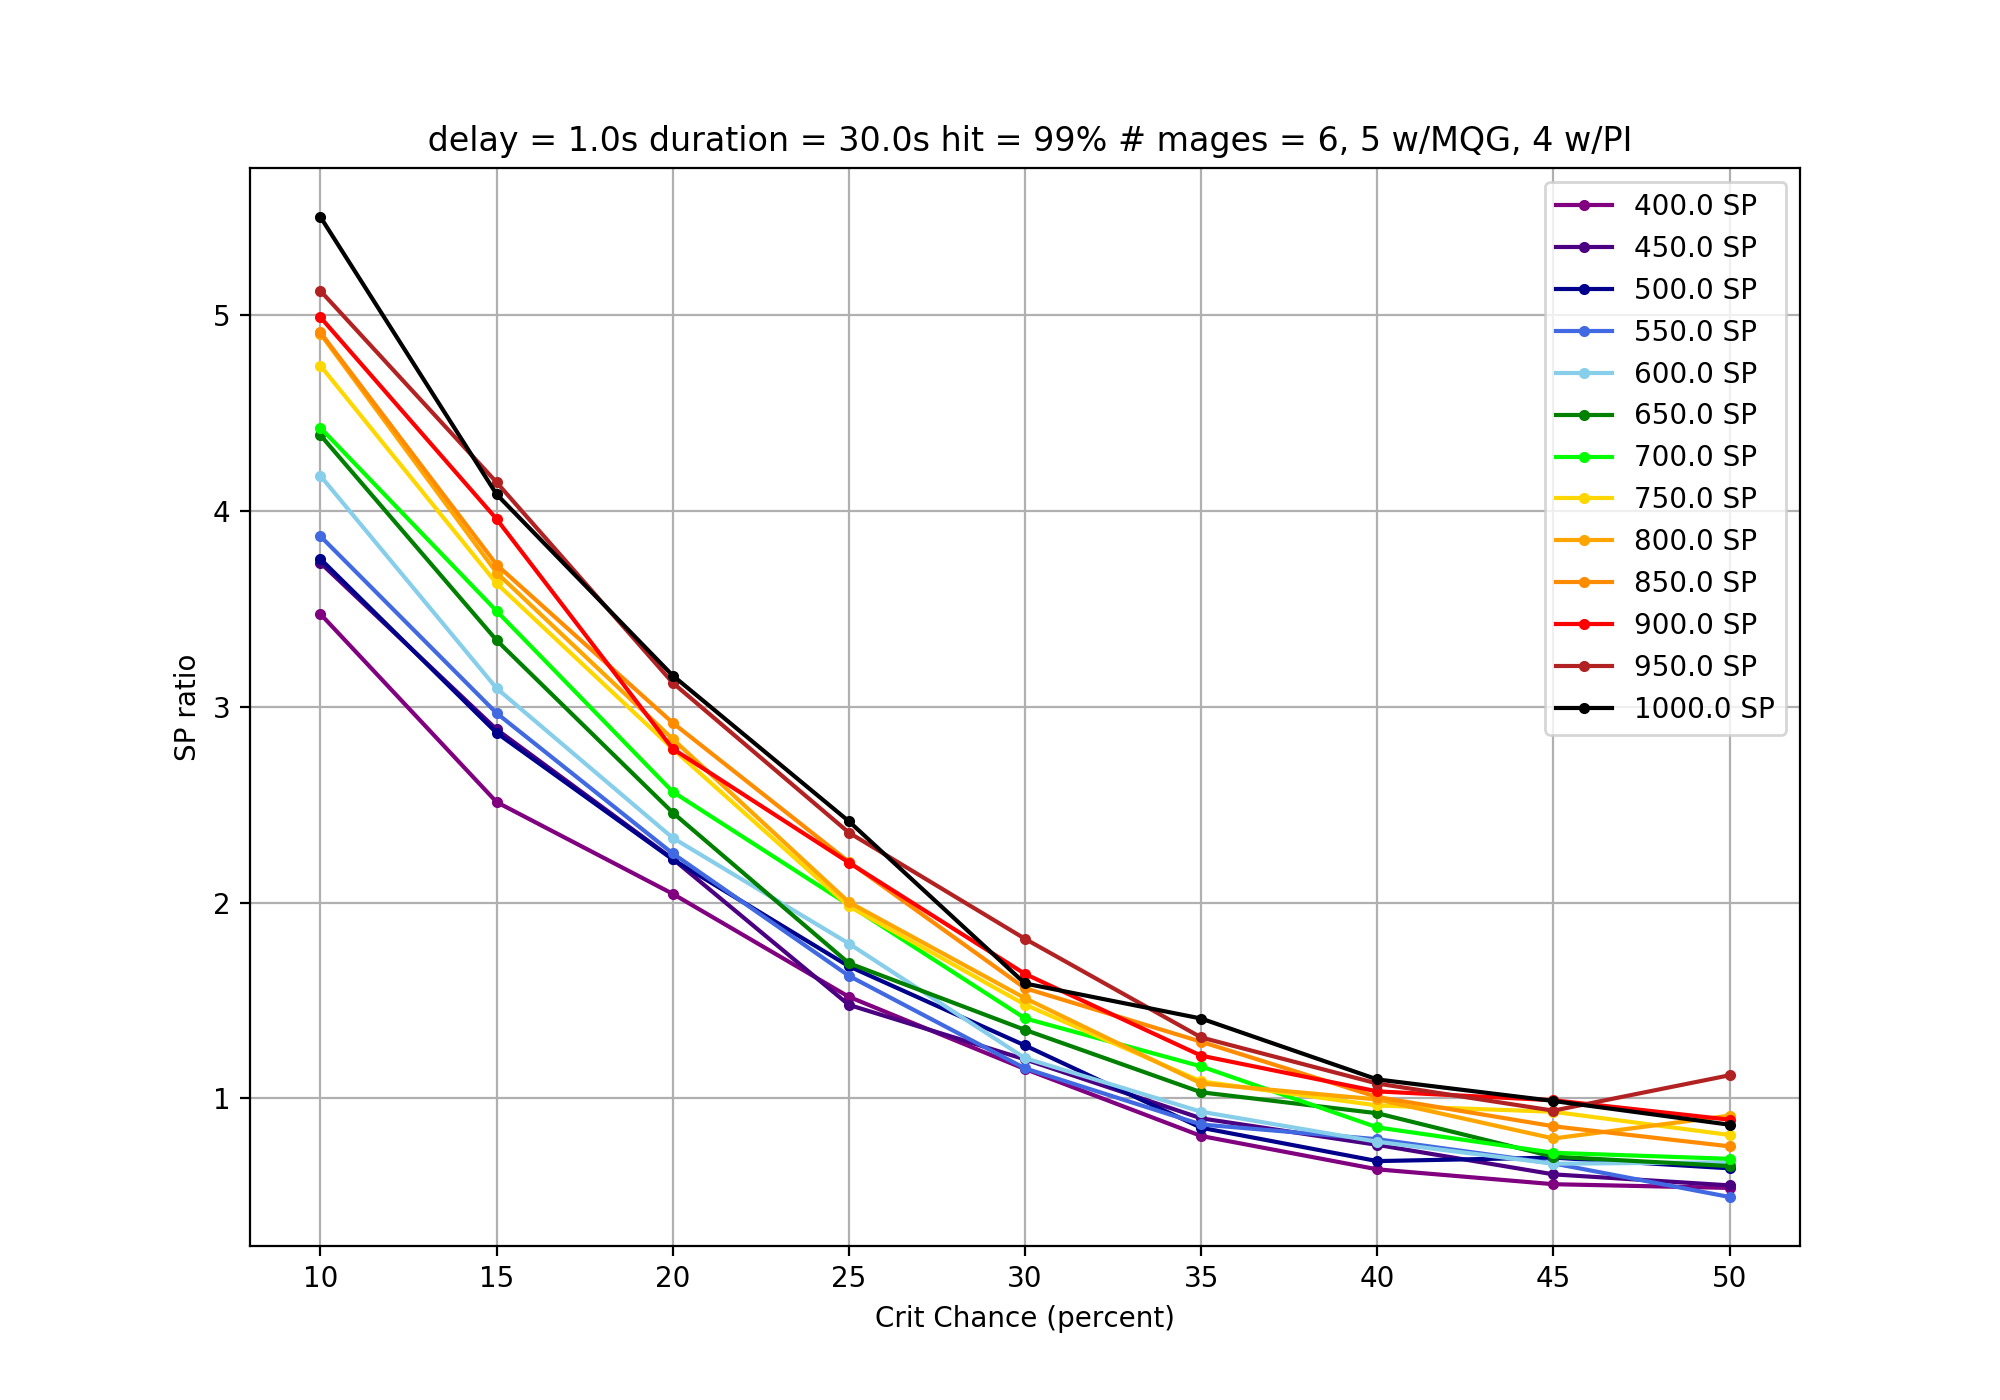 delay = 1.0s duration = 30.0s hit = 99% # mages = 6, 5 w/MQG, 4 w/PI
400.0 SP
450.0 SP
500.0 SP
550.0 SP
600.0 SP
650.0 SP
700.0 SP
750.0 SP
800.0 SP
850.0 SP
900.0 SP
950.0 SP
1000.0 SP
SP ratio
5
4
3
2
1
10 15 20 25 30 35 40 45 50
Crit Chance (percent)